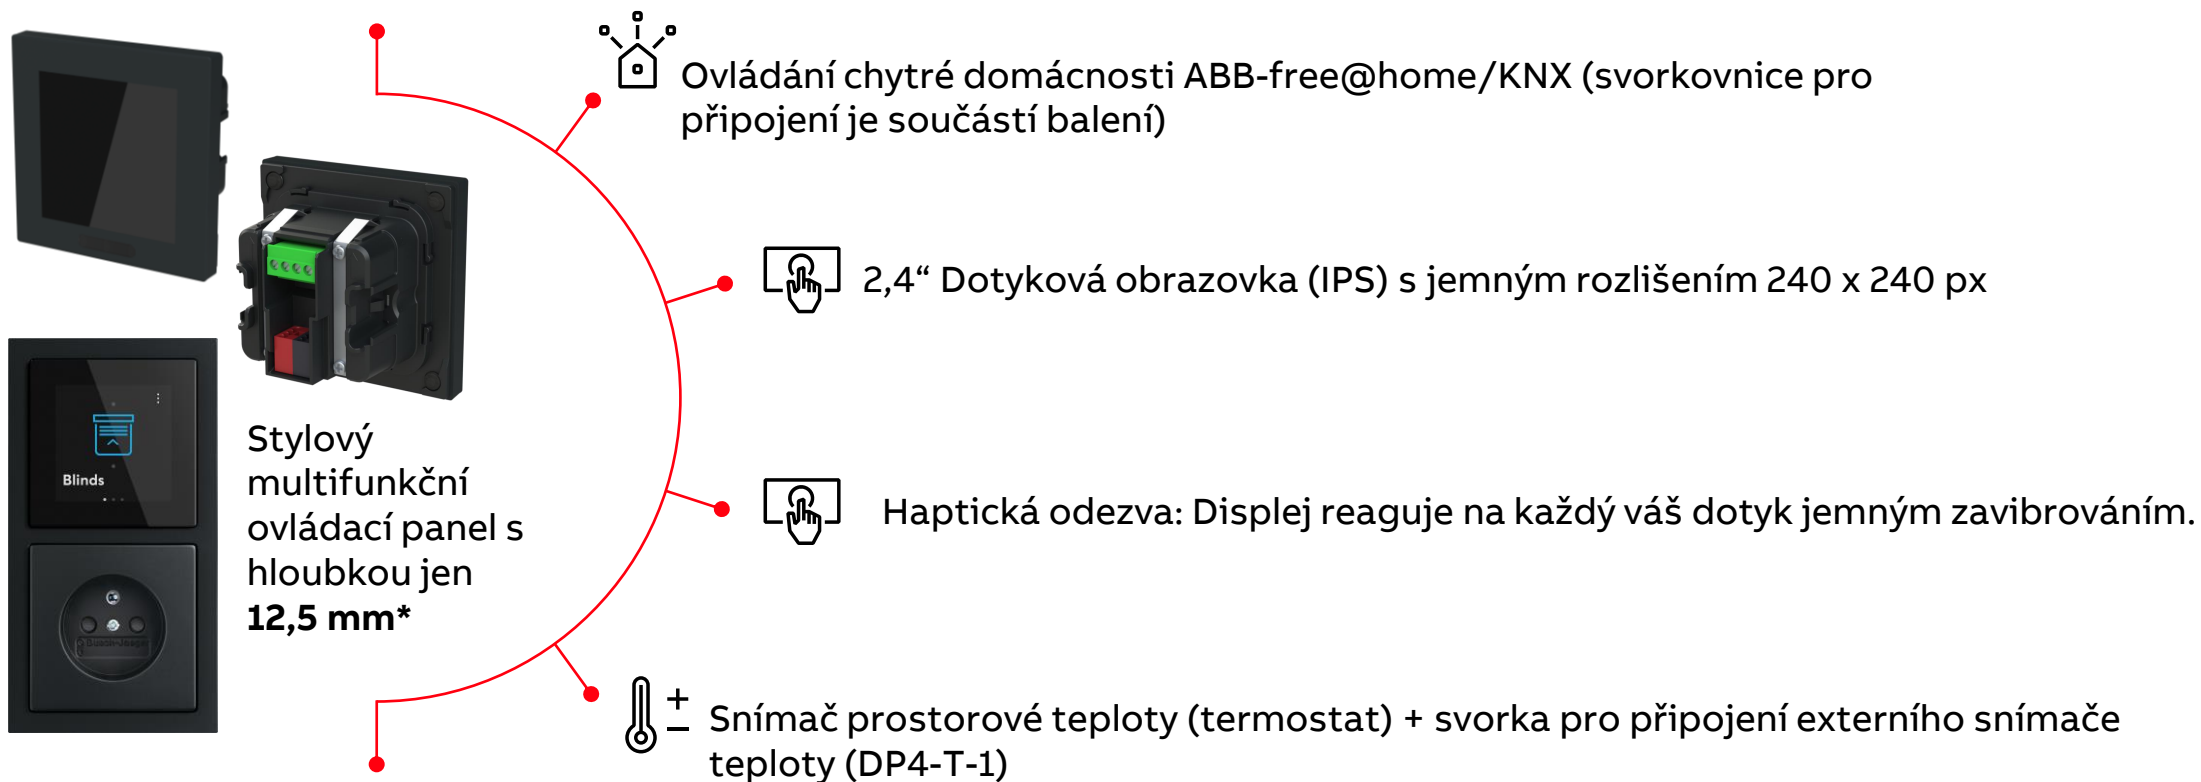 Ovládání chytré domácnosti ABB-free@home/KNX (svorkovnice pro
připojení je součástí balení)
2,4“ Dotyková obrazovka (IPS) s jemným rozlišením 240 x 240 px
Blinds
Stylový
multifunkční
ovládací panel s
hloubkou jen
12,5 mm*
Haptická odezva: Displej reaguje na každý váš dotyk jemným zavibrováním.
Snímač prostorové teploty (termostat) + svorka pro připojení externího snímače
teploty (DP4-T-1)